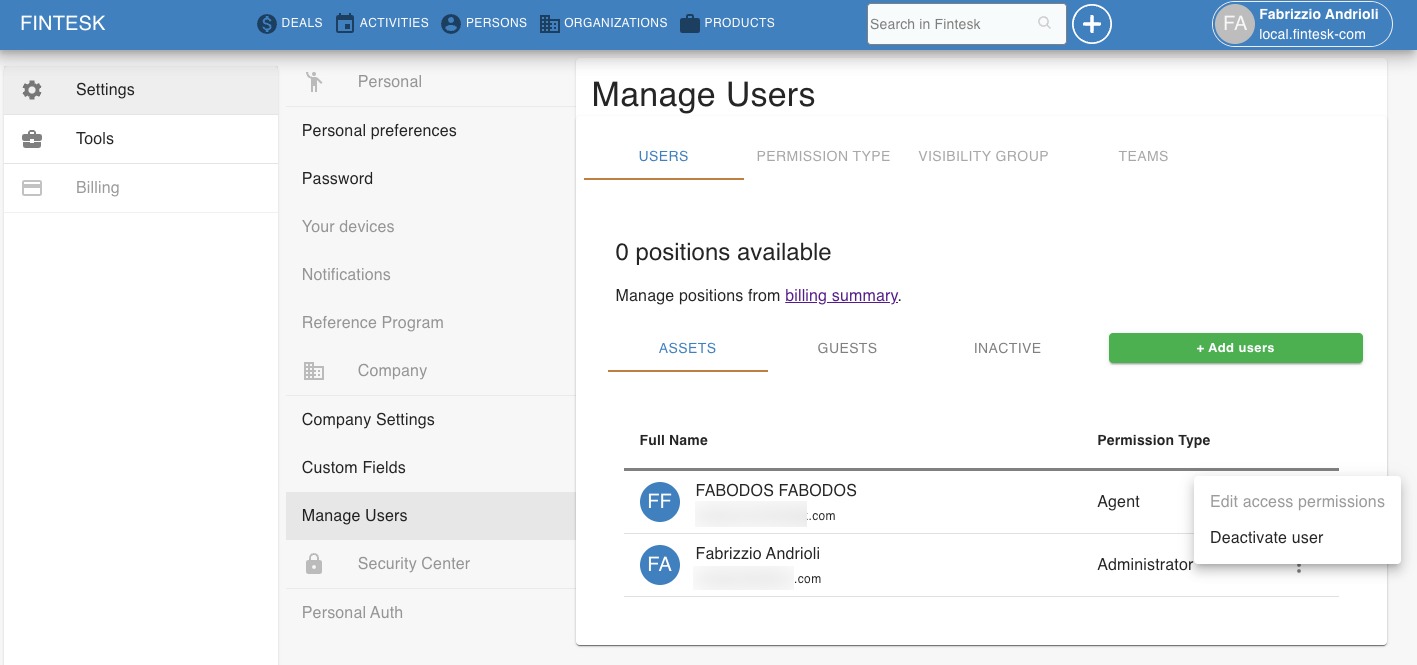 FINTESK
DEALS
ACTIVITIES
PERSONS
ORGANIZATIONS
PRODUCTS
Search in Fintesk
FA
Fabrizzio Andrioli
local.fintesk-com
Settings
Tools
Billing
Personal
Personal preferences
Password
Your devices
Notifications
Reference Program
Company
Company Settings
Custom Fields
Manage Users
Security Center
Personal Auth
Manage Users
USERS
PERMISSION TYPE
VISIBILITY GROUP
TEAMS
0 positions available
Manage positions from billing summary.
ASSETS
GUESTS
INACTIVE
+ Add users
Full Name
Permission Type
FF
FABODOS FABODOS
.com
Agent
Edit access permissions
Deactivate user
FA
Fabrizzio Andrioli
.com
Administrator